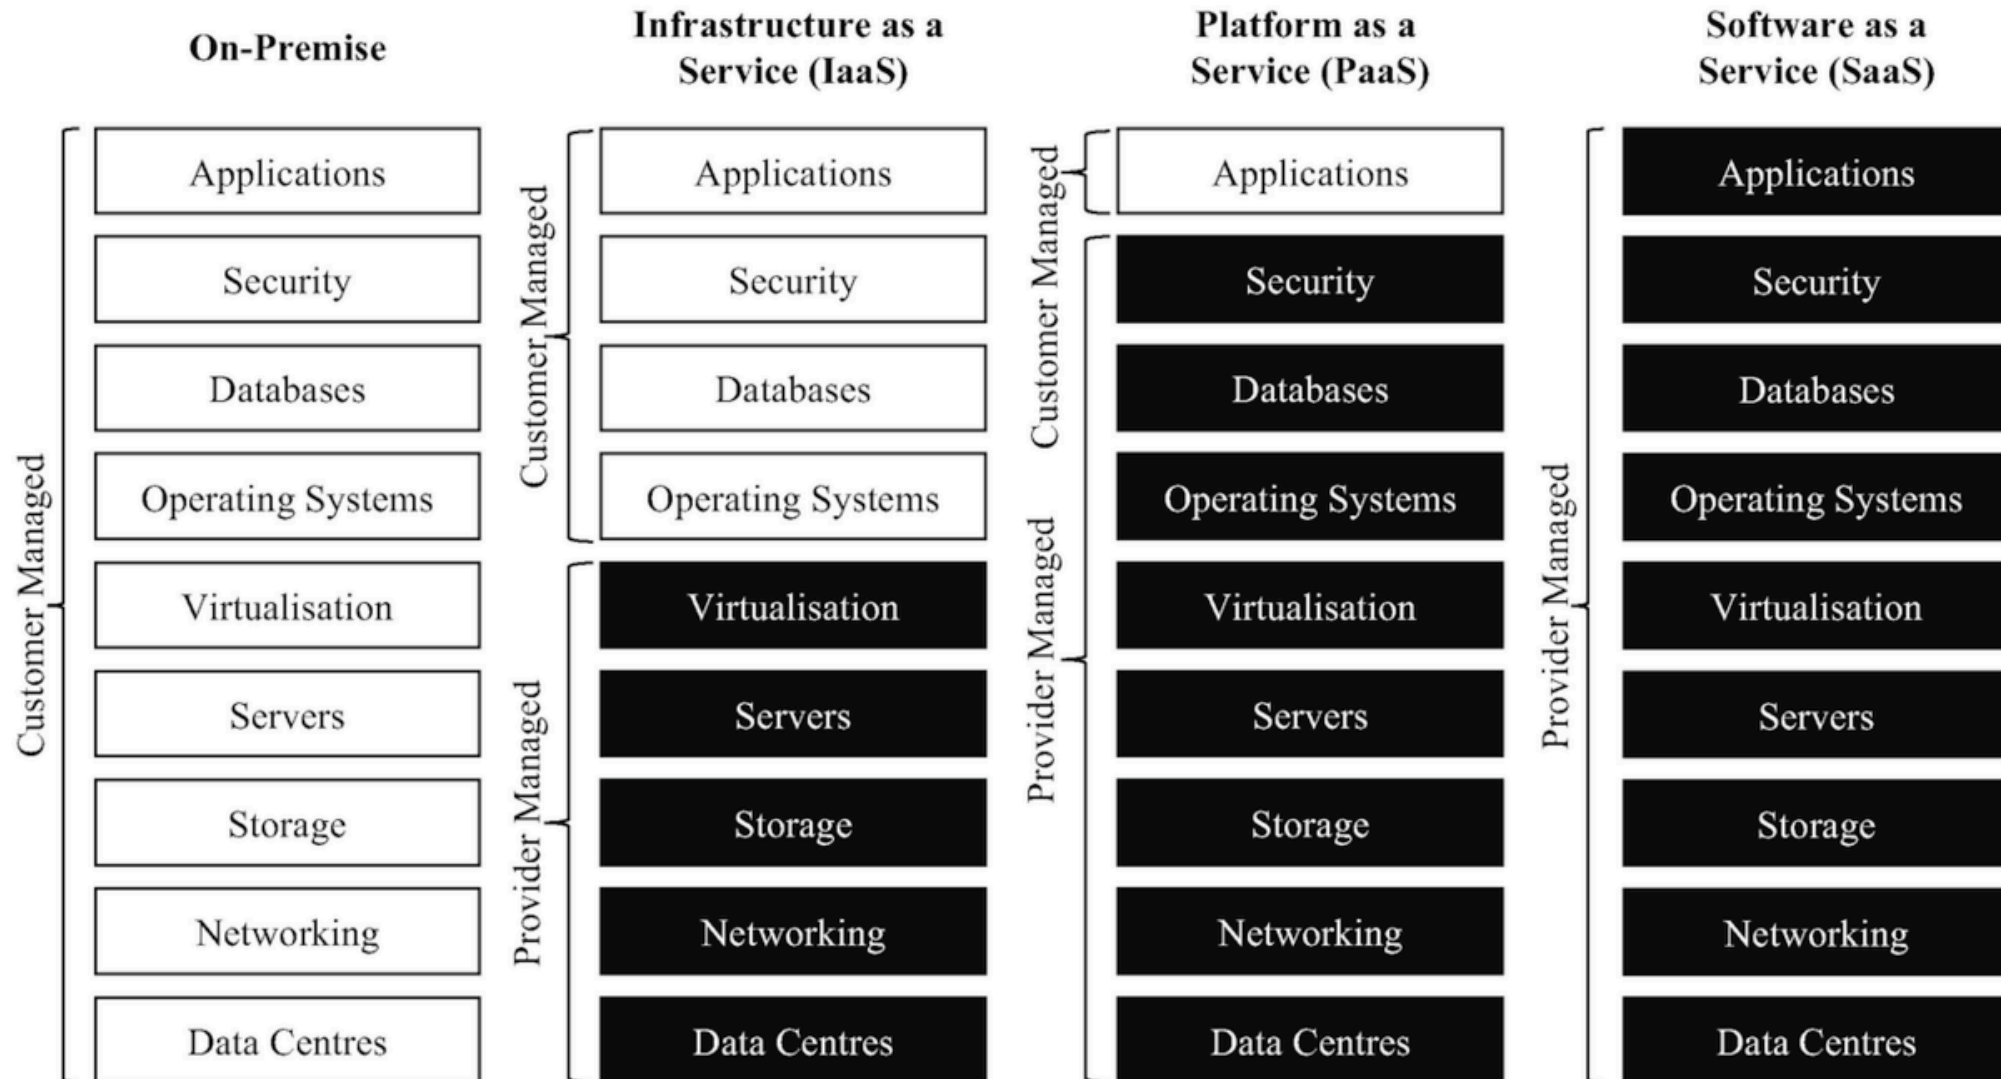 On-Premise
Customer Managed
Applications
Security
Databases
Operating Systems
Virtualisation
Servers
Storage
Networking
Data Centres
Infrastructure as a
Service (IaaS)
Customer Managed
Provider Managed
Applications
Security
Databases
Operating Systems
Virtualisation
Servers
Storage
Networking
Data Centres
Platform as a
Service (PaaS)
Customer Managed
Provider Managed
Applications
Security
Databases
Operating Systems
Virtualisation
Servers
Storage
Networking
Data Centres
Software as a
Service (SaaS)
Provider Managed
Applications
Security
Databases
Operating Systems
Virtualisation
Servers
Storage
Networking
Data Centres